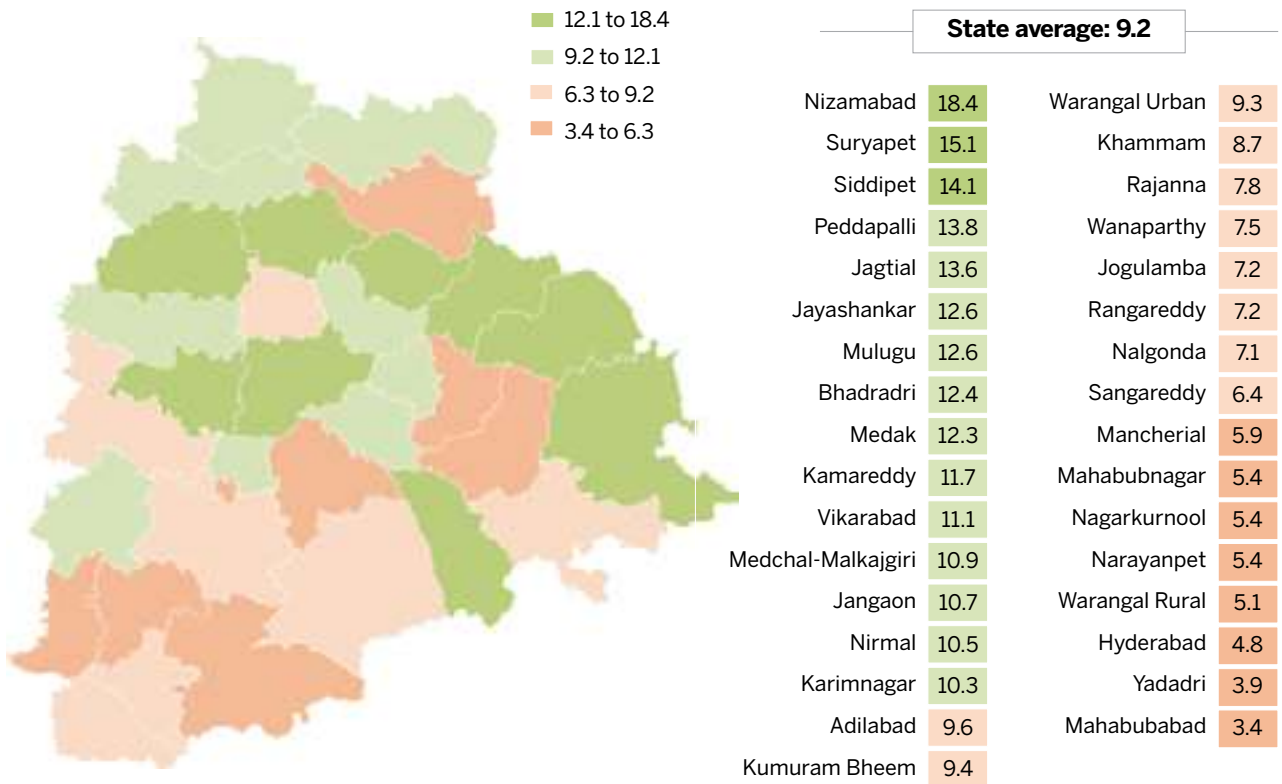 12.1 to 18.4
9.2 to 12.1
6.3 to 9.2
3.4 to 6.3
State average: 9.2
Nizamabad 18.4
Suryapet 15.1
Siddipet 14.1
Peddapalli 13.8
Jagtial 13.6
Jayashankar 12.6
Mulugu 12.6
Bhadradri 12.4
Medak 12.3
Kamareddy 11.7
Vikarabad 11.1
Medchal-Malkajgiri 10.9
Jangaon 10.7
Nirmal 10.5
Karimnagar 10.3
Adilabad 9.6
Kumuram Bheem 9.4
Warangal Urban 9.3
Khammam 8.7
Rajanna 7.8
Wanaparthy 7.5
Jogulamba 7.2
Rangareddy 7.2
Nalgonda 7.1
Sangareddy 6.4
Mancherial 5.9
Mahabubnagar 5.4
Nagarkurnool 5.4
Narayanpet 5.4
Warangal Rural 5.1
Hyderabad 4.8
Yadadri 3.9
Mahabubabad 3.4